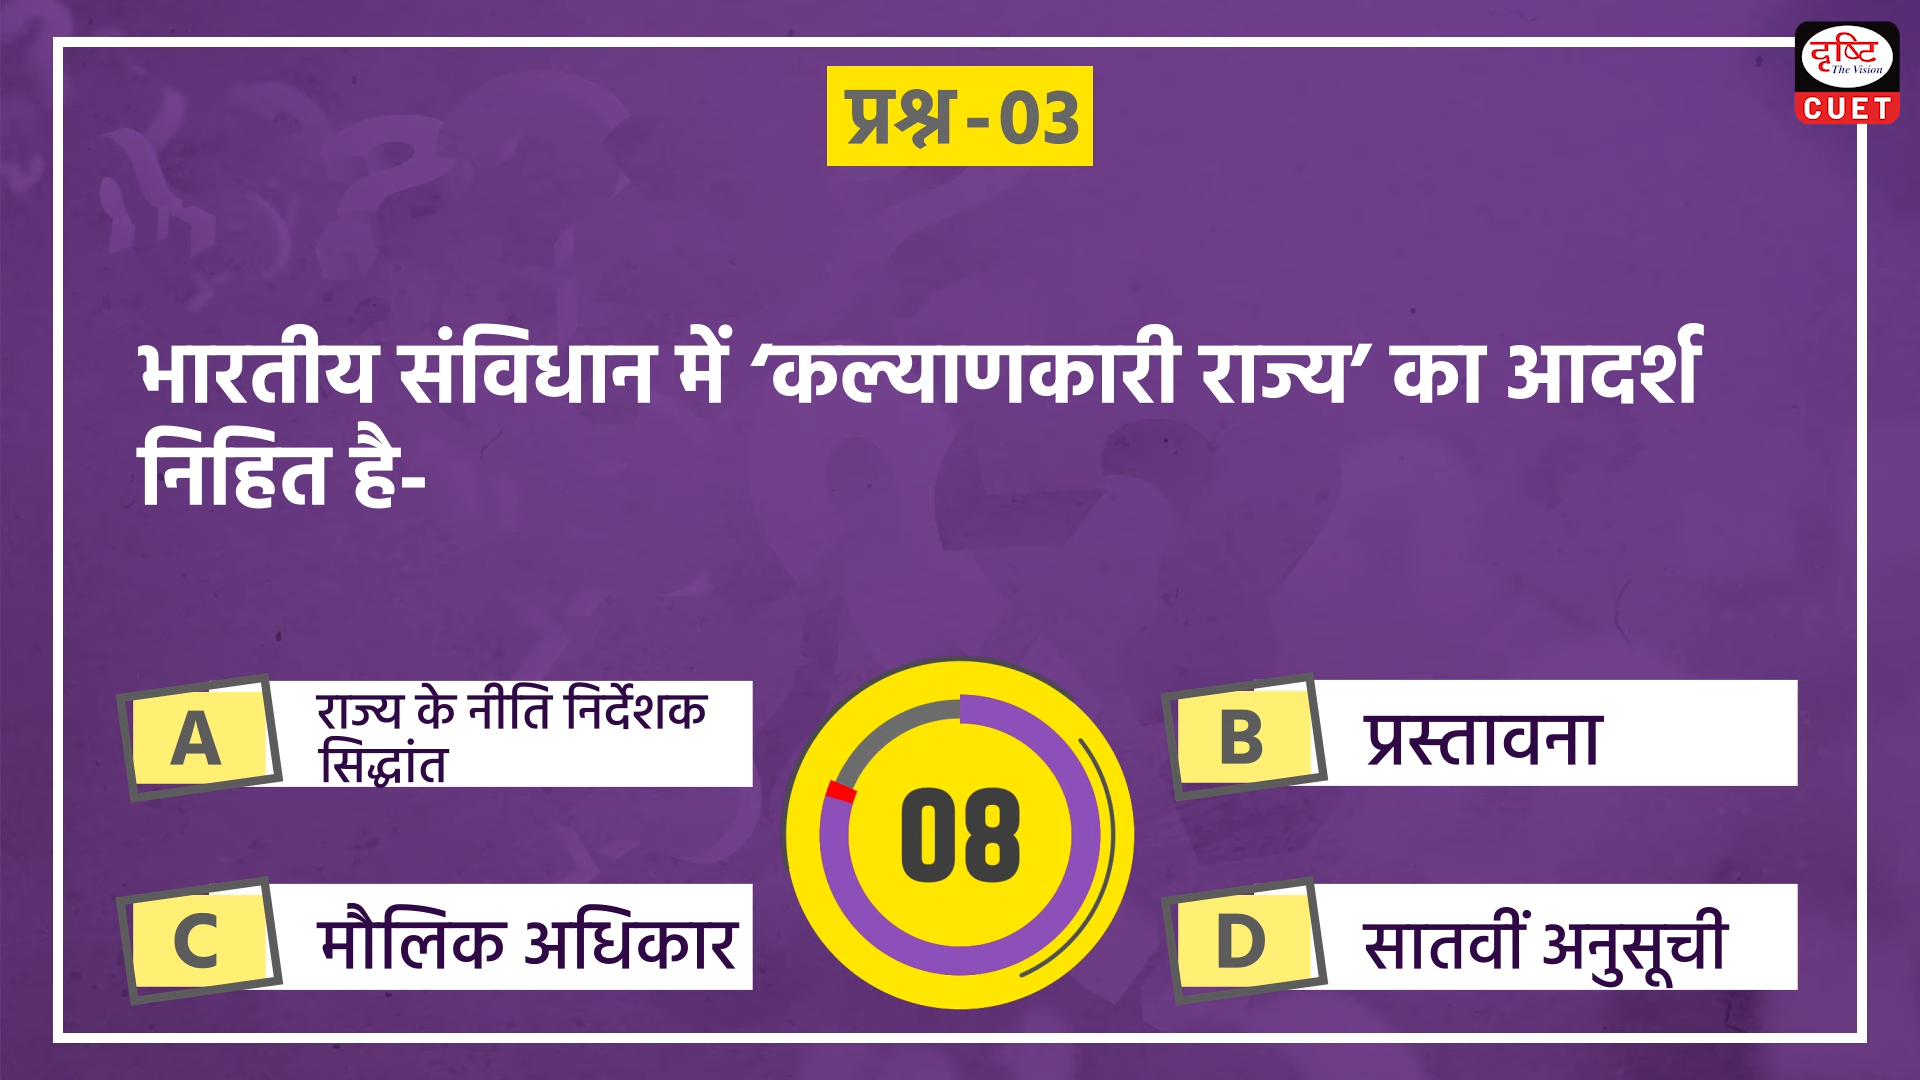 दृष्टि
The Vision
CUET
प्रश्न - 03
भारतीय संविधान में ‘कल्याणकारी राज्य’ का आदर्श
निहित है-
A राज्य के नीति निर्देशक
सिद्धांत
B प्रस्तावना
08
C मौलिक अधिकार
D सातवीं अनुसूची